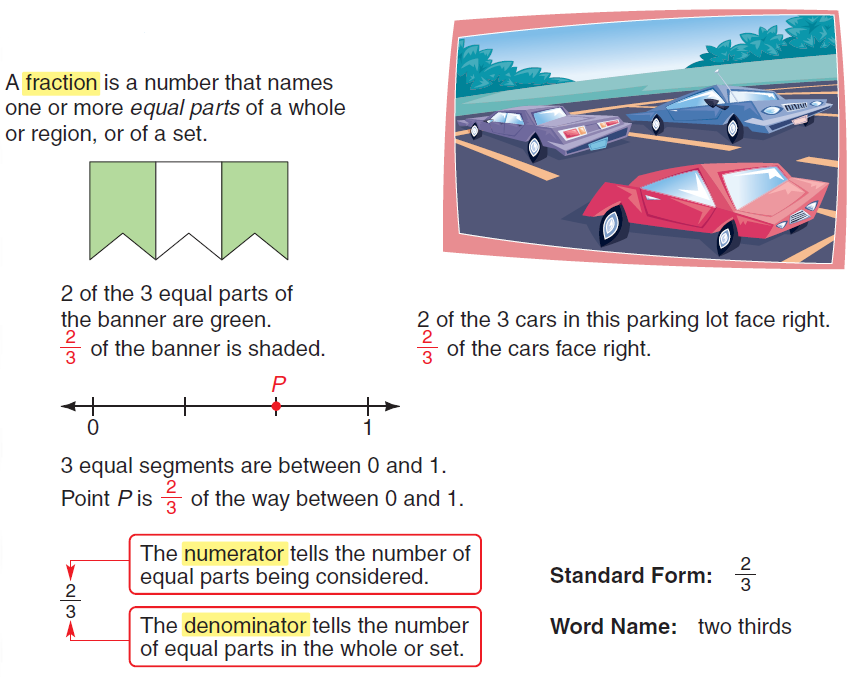 A fraction is a number that names
one or more equal parts of a whole
or region, or of a set.
2 of the 3 equal parts of
the banner are green.
2/3 of the banner is shaded.
2 of the 3 cars in this parking lot face right.
2/3 of the cars face right.
P
0 1
3 equal segments are between 0 and 1.
Point P is 2/3 of the way between 0 and 1.
2/3
The numerator tells the number of
equal parts being considered.
The denominator tells the number
of equal parts in the whole or set.
Standard Form: 2/3
Word Name: two thirds